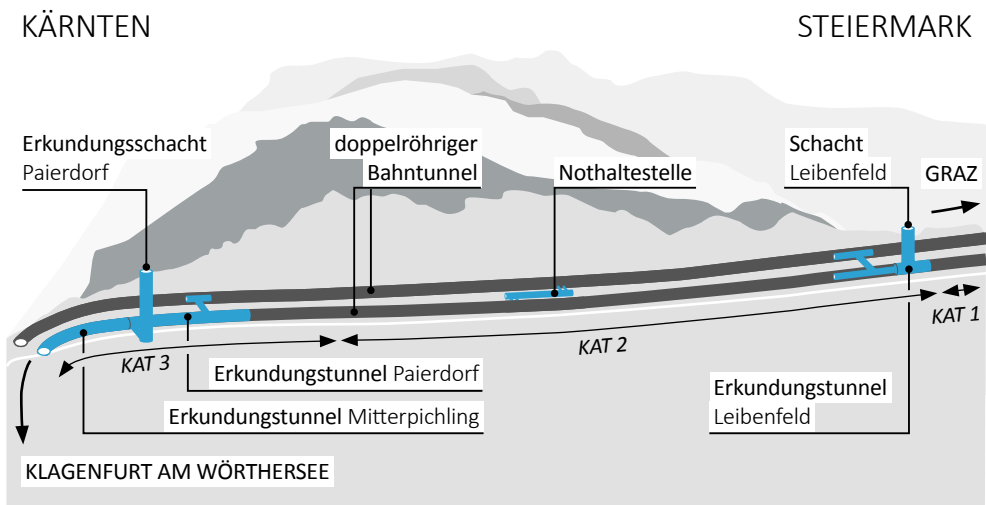 KÄRNTEN
STEIERMARK
Erkundungsschacht
Paierdorf
doppelröhriger
Bahntunnel
Nothaltestelle
Schacht
Leibenfeld
GRAZ
KAT 1
KAT 2
KAT 3
Erkundungstunnel Paierdorf
Erkundungstunnel Mitterpichling
Erkundungstunnel
Leibenfeld
KLAGENFURT AM WÖRTHERSEE